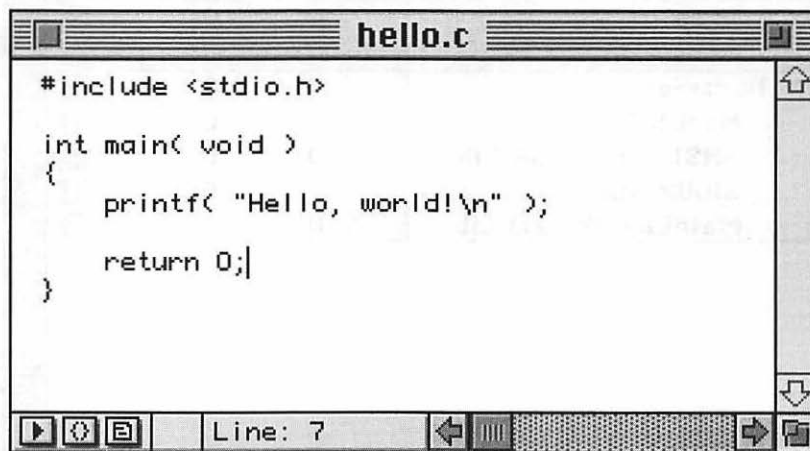 hello.c
#include <stdio.h>

int main( void )
{
    printf( "Hello, world!\n" );

    return 0;
}
Line: 7